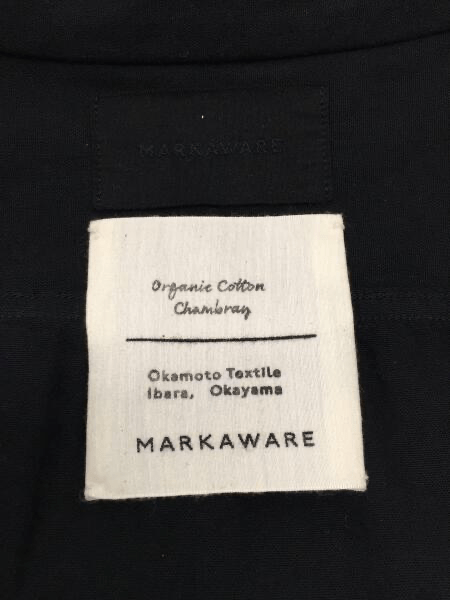 MARKAWARE
Organic Cotton
Chambray
Okamoto Textile
Ibara, Okayama
MARKAWARE